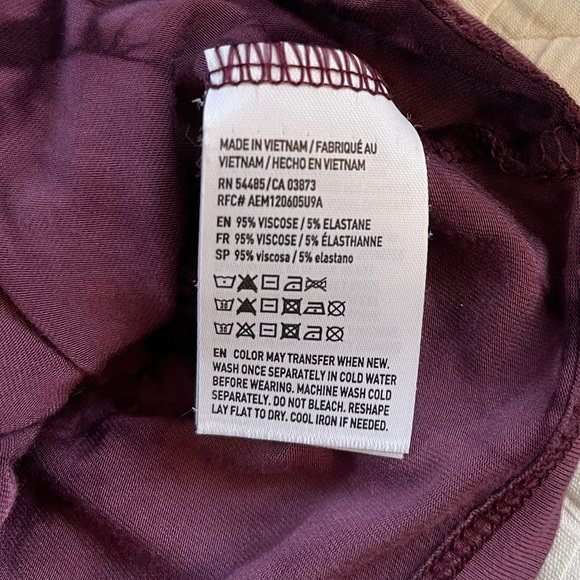 MADE IN VIETNAM / FABRIQUÉ AU
VIETNAM / HECHO EN VIETNAM
RN 54485 / CA 03873
RFC# AEM120605U9A
EN 95% VISCOSE / 5% ELASTANE
FR 95% VISCOSE / 5% ÉLASTHANNE
SP 95% viscosa / 5% elastano
EN COLOR MAY TRANSFER WHEN NEW.
WASH ONCE SEPARATELY IN COLD WATER
BEFORE WEARING. MACHINE WASH COLD
SEPARATELY. DO NOT BLEACH. RESHAPE
LAY FLAT TO DRY. COOL IRON IF NEEDED.